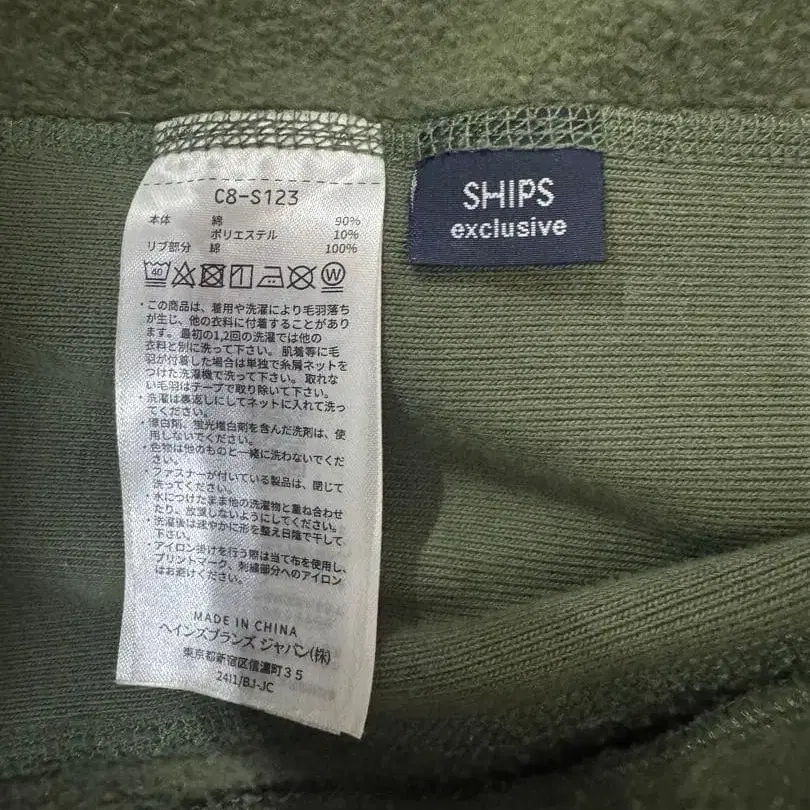 C8-S123
本体 綿 90%
ポリエステル 10%
リブ部分 綿 100%
40
W
・この商品は、着用や洗濯により毛羽落ち
が生じ、他の衣料に付着することがあり
ます。最初の1,2回の洗濯では他の
衣料と別に洗って下さい。肌着等に毛
羽が付着した場合は単独で糸屑ネットを
つけた洗濯機で洗って下さい。取れな
い毛羽はテープで取り除いて下さい。
・洗濯は裏返しにしてネットに入れて洗っ
てください。
・漂白剤、蛍光増白剤を含んだ洗剤は、使
用しないでください。
・色物は他のものと一緒に洗わないでくだ
さい。
・ファスナーが付いている製品は、閉じて
洗ってください。
・水につけたまま他の洗濯物と重ね合わせ
たり、放置しないようにしてください。
・洗濯後は速やかに形を整え日陰で干して
下さい。
・アイロン掛けを行う際は当て布を使用し、
プリントマーク、刺繍部分へのアイロン
はお避けください。
MADE IN CHINA
ヘインズブランズ ジャパン(株)
東京都新宿区信濃町35
2411/BJ-JC
SHIPS
exclusive